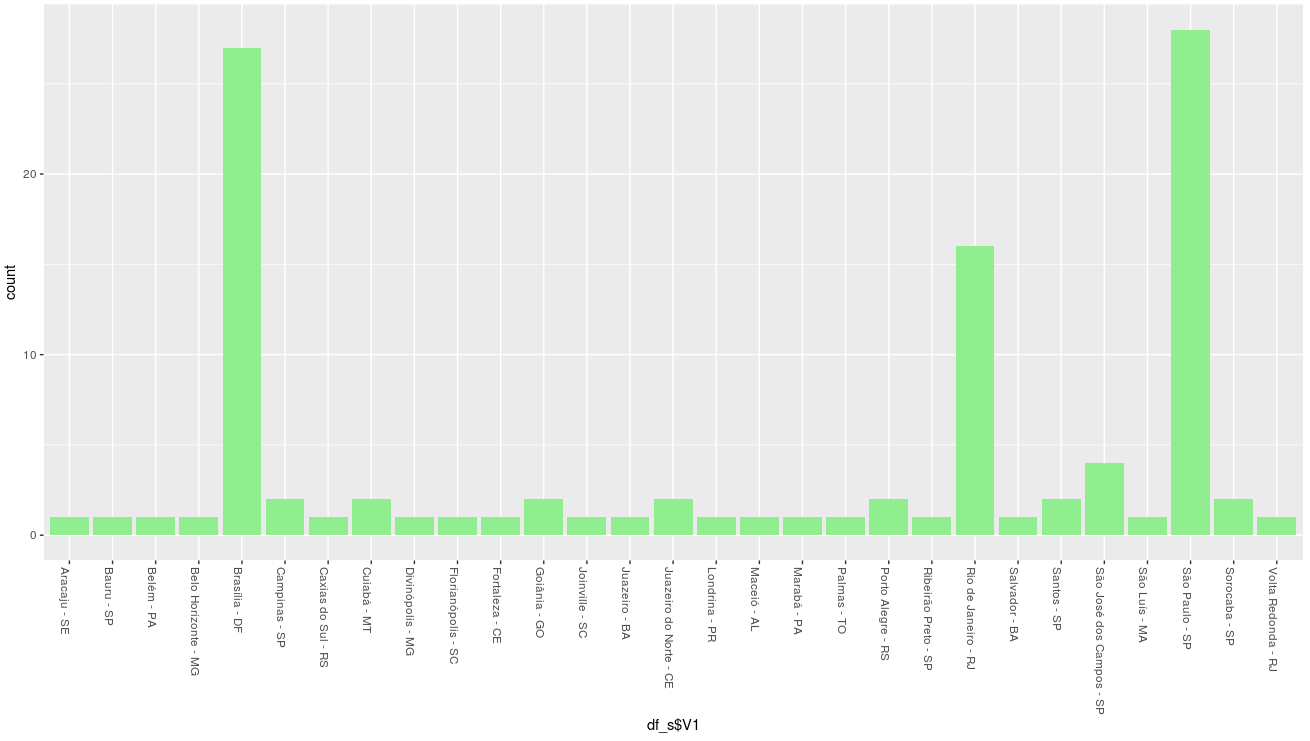 count
20
10
0
Aracaju - SE
Bauru - SP
Belém - PA
Belo Horizonte - MG
Brasília - DF
Campinas - SP
Caxias do Sul - RS
Cuiabá - MT
Divinópolis - MG
Florianópolis - SC
Fortaleza - CE
Goiânia - GO
Joinville - SC
Juazeiro - BA
Juazeiro do Norte - CE
Londrina - PR
Maceió - AL
Marabá - PA
Palmas - TO
Porto Alegre - RS
Ribeirão Preto - SP
Rio de Janeiro - RJ
Salvador - BA
Santos - SP
São José dos Campos - SP
São Luis - MA
São Paulo - SP
Sorocaba - SP
Volta Redonda - RJ
df_s$V1